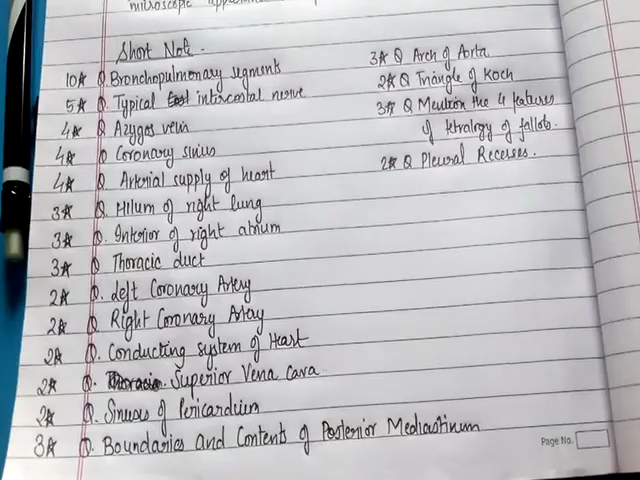 microscopic
Short Note -
10☆ Q Bronchopulmonary segments
5☆ Q Typical intercostal nerve
4☆ Q Azygos vein
4☆ Q Coronary sinus
4☆ Q Arterial supply of heart
3☆ Q. Hilum of right lung
3☆ Q. Interior of right atrium
3☆ Q Thoracic duct
2☆ Q. Left Coronary Artery
2☆ Q Right Coronary Artery
2☆ Q. Conducting system of Heart
2☆ Q. Superior Vena cava
2☆ Q. Sinuses of Pericardium
3☆ Q. Boundaries and Contents of Posterior Mediastinum
3☆ Q Arch of Aorta
2☆ Q Triangle of Koch
3☆ Q Mention the 4 features
of tetralogy of fallots.
2☆ Q Pleural Recesses.
Page No.